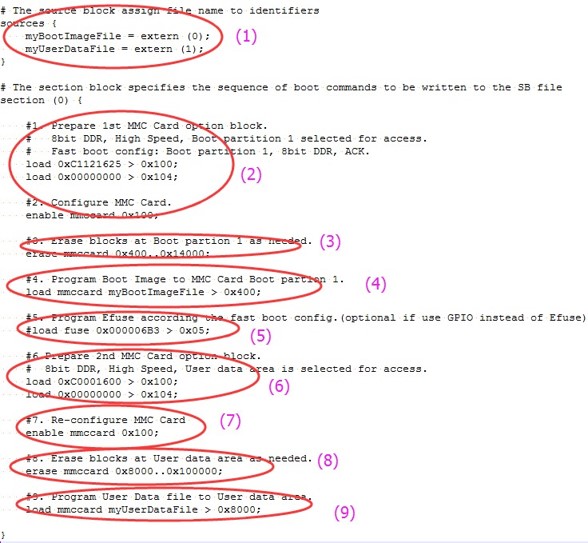 # The source block assign file name to identifiers
sources {
myBootImageFile = extern (0);
(1)
myUserDataFile = extern (1);
}
# The section block specifies the sequence of boot commands to be written to the SB file
section (0) {
#1. Prepare 1st MMC Card option block.
# 8bit DDR, High Speed, Boot partition 1 selected for access.
# Fast boot config: Boot partition 1, 8bit DDR, ACK.
load 0xC1121625 > 0x100;
load 0x00000000 > 0x104;
(2)
#2. Configure MMC Card.
enable mmccard 0x100;
#3. Erase blocks at Boot partion 1 as needed.
(3)
erase mmccard 0x400..0x14000;
#4. Program Boot Image to MMC Card Boot partion 1.
(4)
load mmccard myBootImageFile > 0x400;
#5. Program Efuse according the fast boot config.(optional if use GPIO instead of Efuse)
#load fuse 0x000006B3 > 0x05;
(5)
#6 Prepare 2nd MMC Card option block.
# 8bit DDR, High Speed, User data area is selected for access.
load 0xC0001600 > 0x100;
(6)
load 0x00000000 > 0x104;
#7. Re-configure MMC Card
(7)
enable mmccard 0x100;
#8. Erase blocks at User data area as needed.
(8)
erase mmccard 0x8000..0x100000;
#9. Program User Data file to User data area.
load mmccard myUserDataFile > 0x8000;
(9)
}